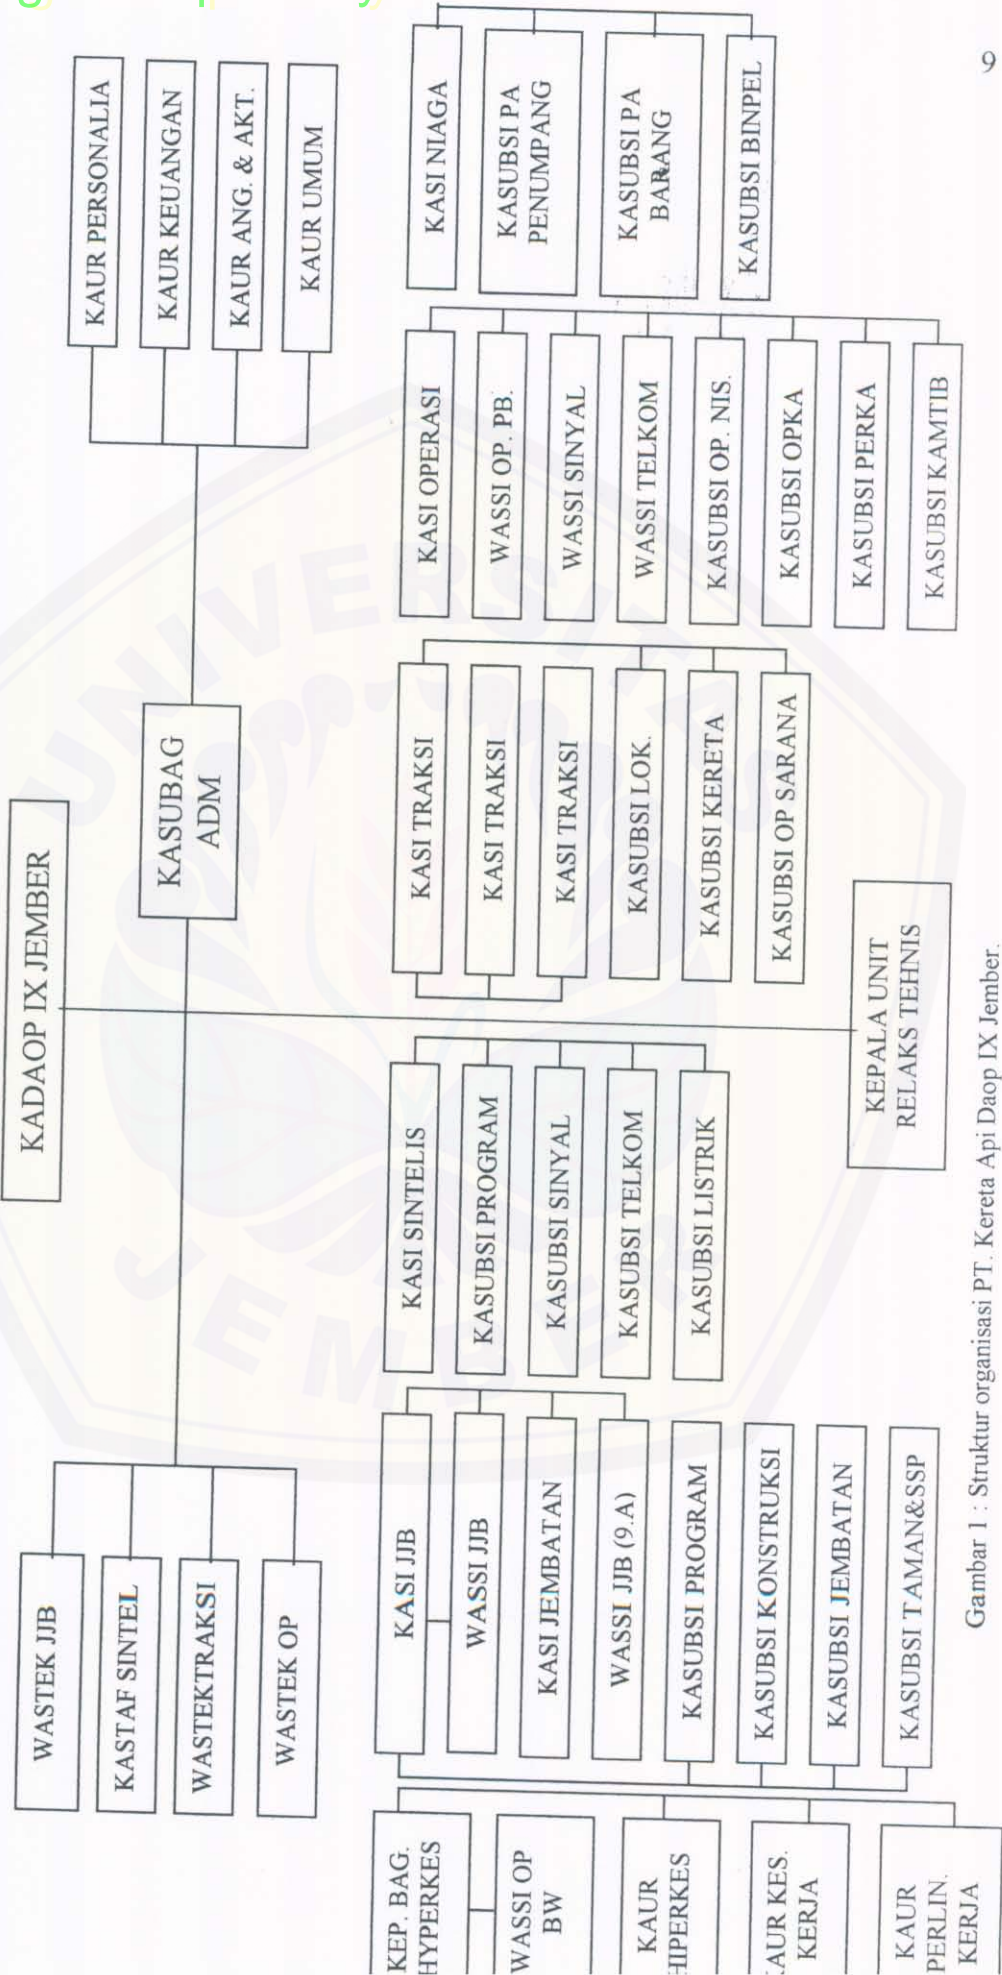 9
KADAOP IX JEMBER
KASUBAG
ADM
WASTEK JJB
KASTAF SINTEL
WASTEKTRAKSI
WASTEK OP
KAUR PERSONALIA
KAUR KEUANGAN
KAUR ANG. & AKT.
KAUR UMUM
KEP. BAG.
HYPERKES
WASSI OP
BW
KAUR
HIPERKES
KAUR KES.
KERJA
KAUR
PERLIN.
KERJA
KASI JJB
WASSI JJB
KASI JEMBATAN
WASSI JJB (9.A)
KASUBSI PROGRAM
KASUBSI KONSTRUKSI
KASUBSI JEMBATAN
KASUBSI TAMAN&SSP
KASI SINTELIS
KASUBSI PROGRAM
KASUBSI SINYAL
KASUBSI TELKOM
KASUBSI LISTRIK
KASI TRAKSI
KASI TRAKSI
KASI TRAKSI
KASUBSI LOK.
KASUBSI KERETA
KASUBSI OP SARANA
KASI OPERASI
WASSI OP. PB.
WASSI SINYAL
WASSI TELKOM
KASUBSI OP. NIS.
KASUBSI OPKA
KASUBSI PERKA
KASUBSI KAMTIB
KASI NIAGA
KASUBSI PA
PENUMPANG
KASUBSI PA
BARANG
KASUBSI BINPEL
KEPALA UNIT
RELAKS TEHNIS
Gambar 1 : Struktur organisasi PT. Kereta Api Daop IX Jember.
UNIVERSITAS
JEMBER